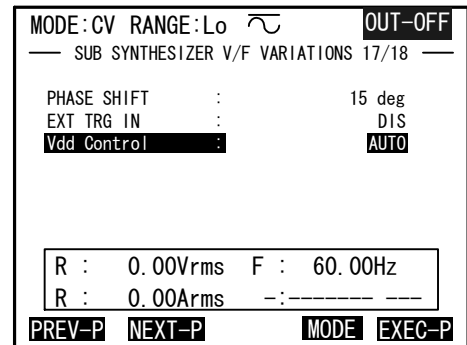 MODE:CV RANGE:Lo OUT-OFF
SUB SYNTHESIZER V/F VARIATIONS 17/18
PHASE SHIFT : 15 deg
EXT TRG IN : DIS
Vdd Control : AUTO
R : 0.00Vrms F : 60.00Hz
R : 0.00Arms -:------- ---
PREV-P NEXT-P MODE EXEC-P